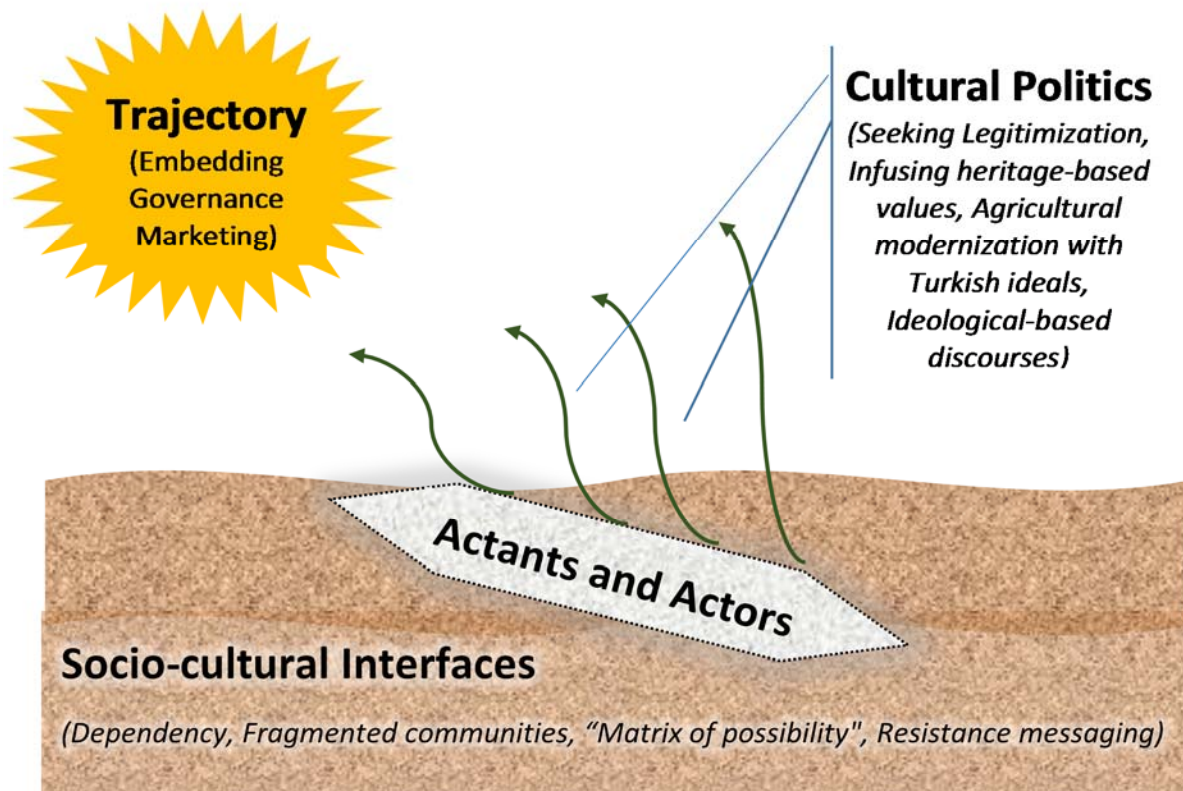 Trajectory
(Embedding
Governance
Marketing)
Cultural Politics
(Seeking Legitimization,
Infusing heritage-based
values, Agricultural
modernization with
Turkish ideals,
Ideological-based
discourses)
Actants and Actors
Socio-cultural Interfaces
(Dependency, Fragmented communities, “Matrix of possibility", Resistance messaging)